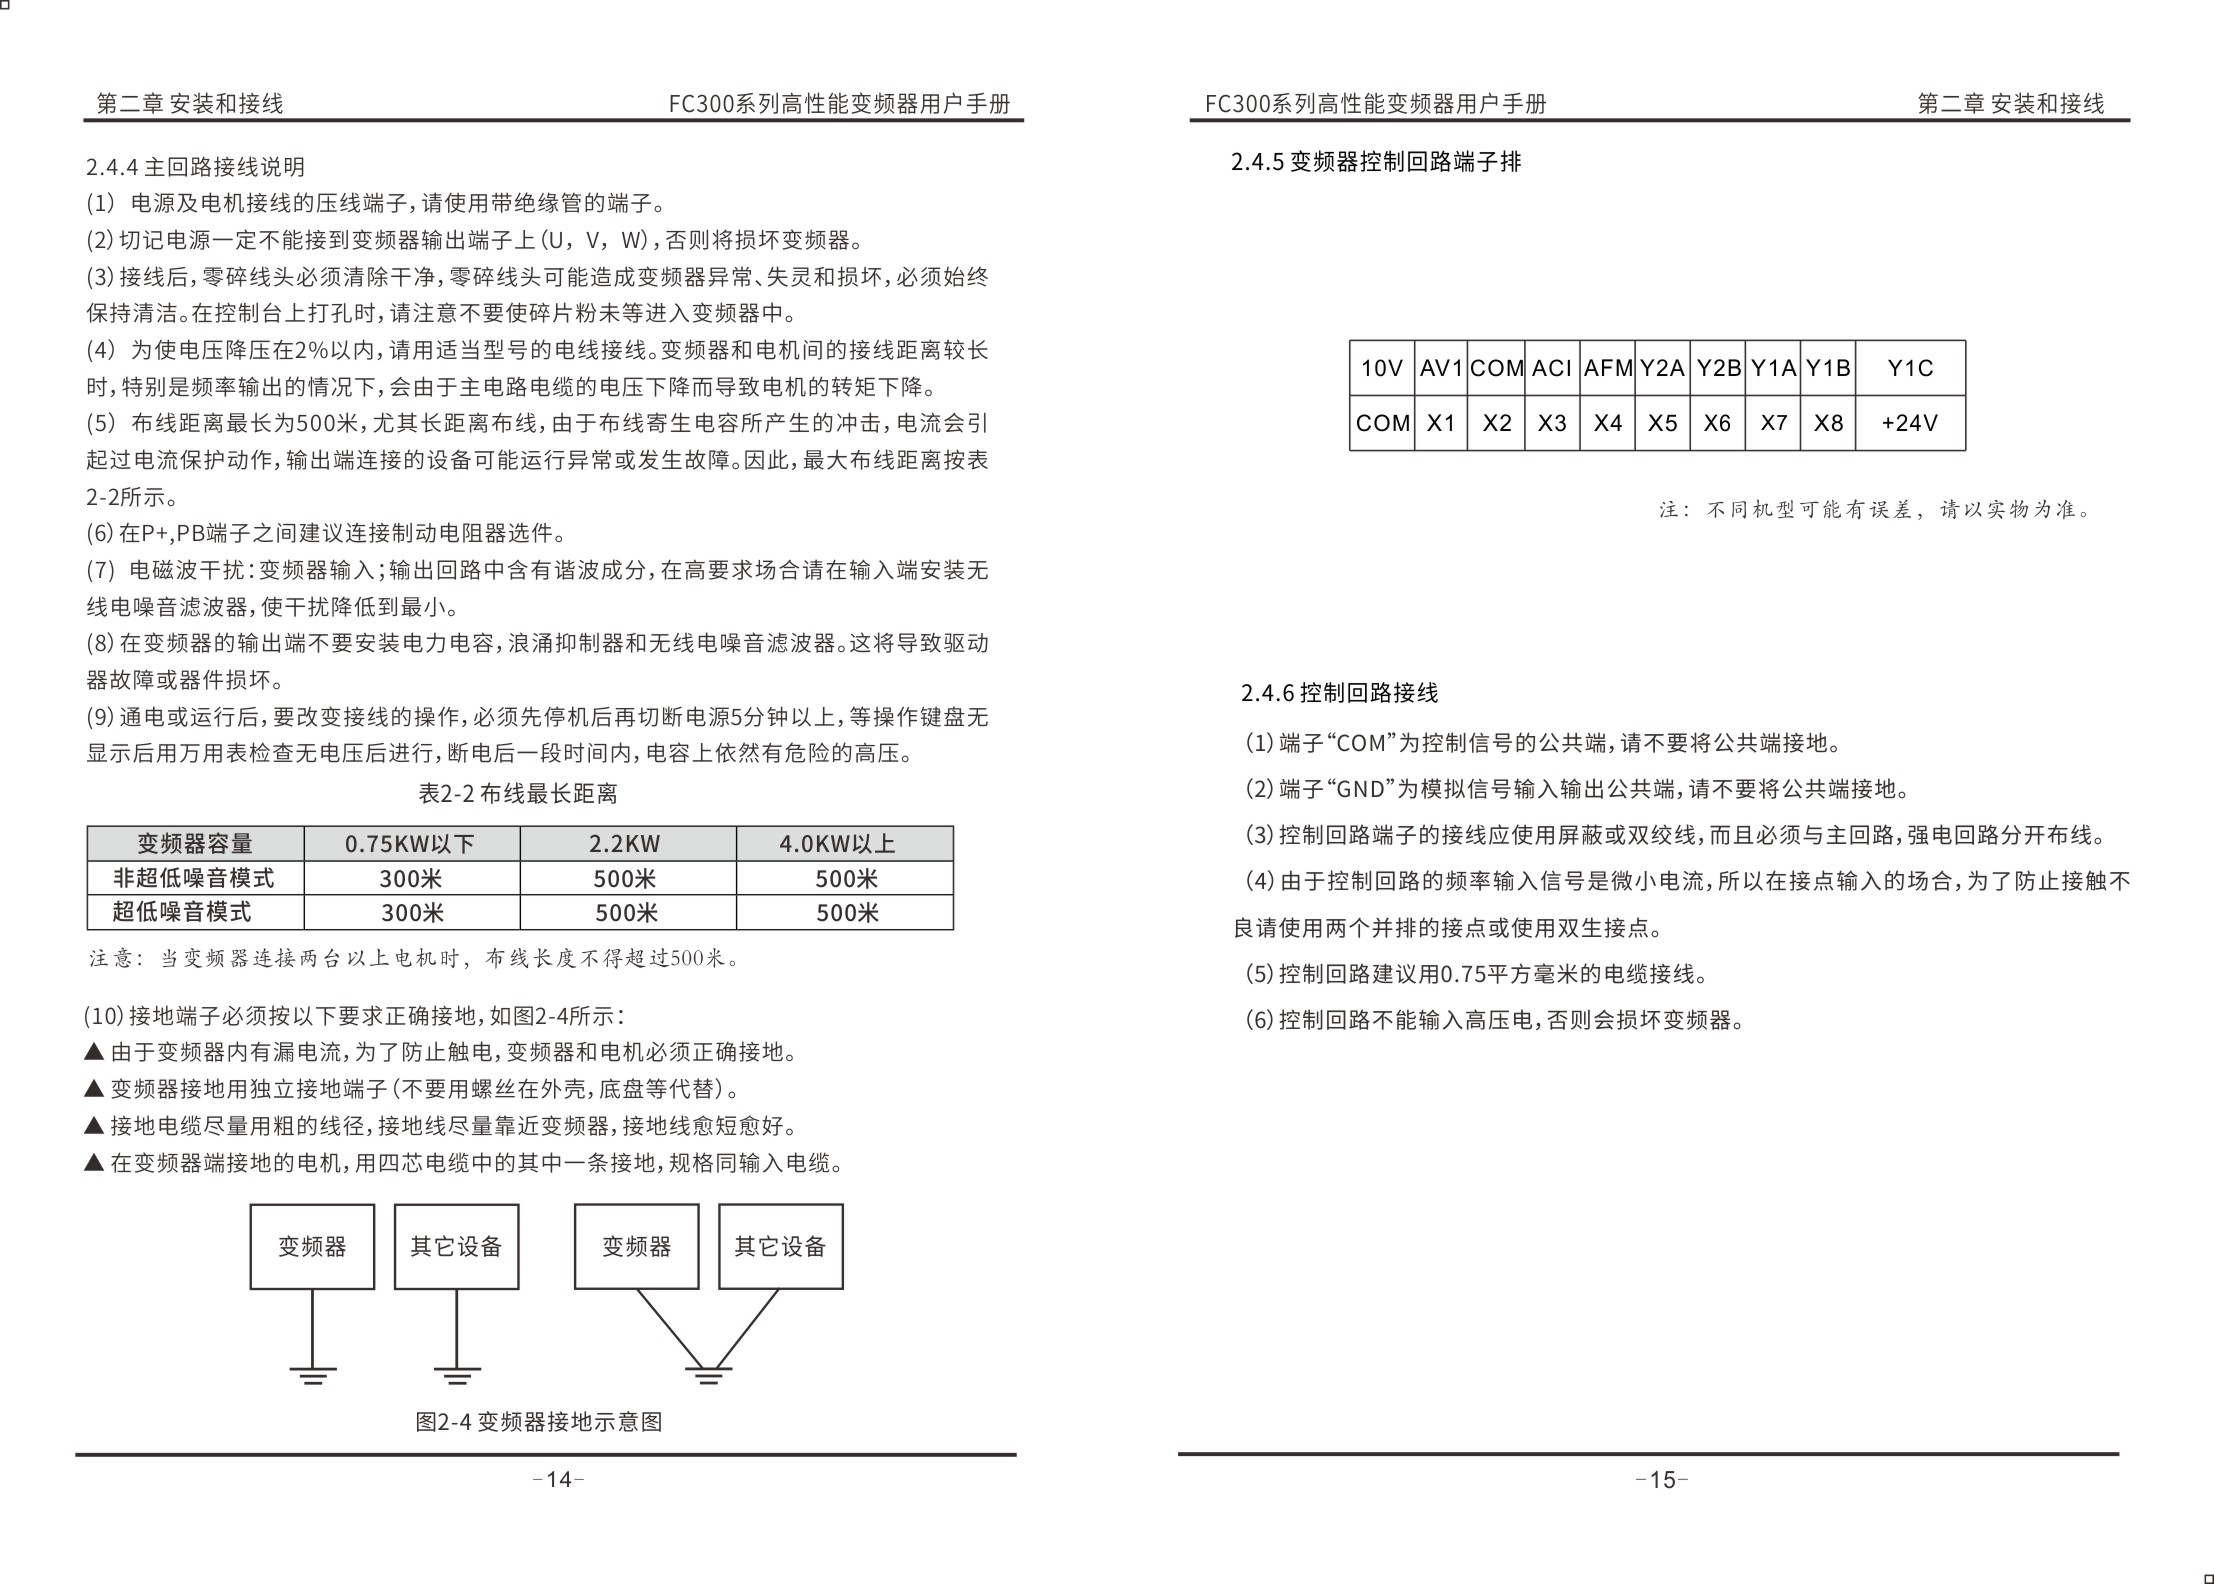 第二章 安装和接线
FC300系列高性能变频器用户手册
2.4.4 主回路接线说明
(1) 电源及电机接线的压线端子,请使用带绝缘管的端子。
(2)切记电源一定不能接到变频器输出端子上(U，V，W),否则将损坏变频器。
(3)接线后,零碎线头必须清除干净,零碎线头可能造成变频器异常、失灵和损坏,必须始终
保持清洁。在控制台上打孔时,请注意不要使碎片粉末等进入变频器中。
(4) 为使电压降压在2%以内,请用适当型号的电线接线。变频器和电机间的接线距离较长
时,特别是频率输出的情况下,会由于主电路电缆的电压下降而导致电机的转矩下降。
(5) 布线距离最长为500米,尤其长距离布线,由于布线寄生电容所产生的冲击,电流会引
起过电流保护动作,输出端连接的设备可能运行异常或发生故障。因此,最大布线距离按表
2-2所示。
(6)在P+,PB端子之间建议连接制动电阻器选件。
(7) 电磁波干扰:变频器输入;输出回路中含有谐波成分,在高要求场合请在输入端安装无
线电噪音滤波器,使干扰降低到最小。
(8)在变频器的输出端不要安装电力电容,浪涌抑制器和无线电噪音滤波器。这将导致驱动
器故障或器件损坏。
(9)通电或运行后,要改变接线的操作,必须先停机后再切断电源5分钟以上,等操作键盘无
显示后用万用表检查无电压后进行,断电后一段时间内,电容上依然有危险的高压。
表2-2 布线最长距离
变频器容量 0.75KW以下 2.2KW 4.0KW以上
非超低噪音模式 300米 500米 500米
超低噪音模式 300米 500米 500米
注意：当变频器连接两台以上电机时，布线长度不得超过500米。
(10)接地端子必须按以下要求正确接地,如图2-4所示:
▲ 由于变频器内有漏电流,为了防止触电,变频器和电机必须正确接地。
▲ 变频器接地用独立接地端子(不要用螺丝在外壳,底盘等代替)。
▲ 接地电缆尽量用粗的线径,接地线尽量靠近变频器,接地线愈短愈好。
▲ 在变频器端接地的电机,用四芯电缆中的其中一条接地,规格同输入电缆。
变频器 其它设备 变频器 其它设备
图2-4 变频器接地示意图
-14-
FC300系列高性能变频器用户手册
第二章 安装和接线
2.4.5 变频器控制回路端子排
10V AV1 COM ACI AFM Y2A Y2B Y1A Y1B Y1C
COM X1 X2 X3 X4 X5 X6 X7 X8 +24V
注：不同机型可能有误差，请以实物为准。
2.4.6 控制回路接线
(1)端子“COM”为控制信号的公共端,请不要将公共端接地。
(2)端子“GND”为模拟信号输入输出公共端,请不要将公共端接地。
(3)控制回路端子的接线应使用屏蔽或双绞线,而且必须与主回路,强电回路分开布线。
(4)由于控制回路的频率输入信号是微小电流,所以在接点输入的场合,为了防止接触不
良请使用两个并排的接点或使用双生接点。
(5)控制回路建议用0.75平方毫米的电缆接线。
(6)控制回路不能输入高压电,否则会损坏变频器。
-15-